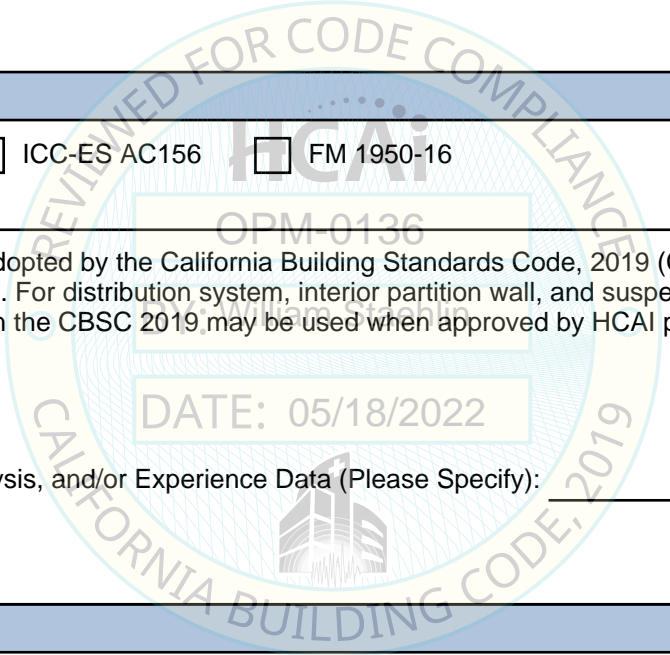 REVIEWED FOR CODE COMPLIANCE
HCAi
ICC-ES AC156 FM 1950-16
OPM-0136
dopted by the California Building Standards Code, 2019 (
. For distribution system, interior partition wall, and suspe
n the CBSC 2019 may be used when approved by HCAI p
BY: William Staehlin
DATE: 05/18/2022
ysis, and/or Experience Data (Please Specify):
CALIFORNIA BUILDING CODE, 2019